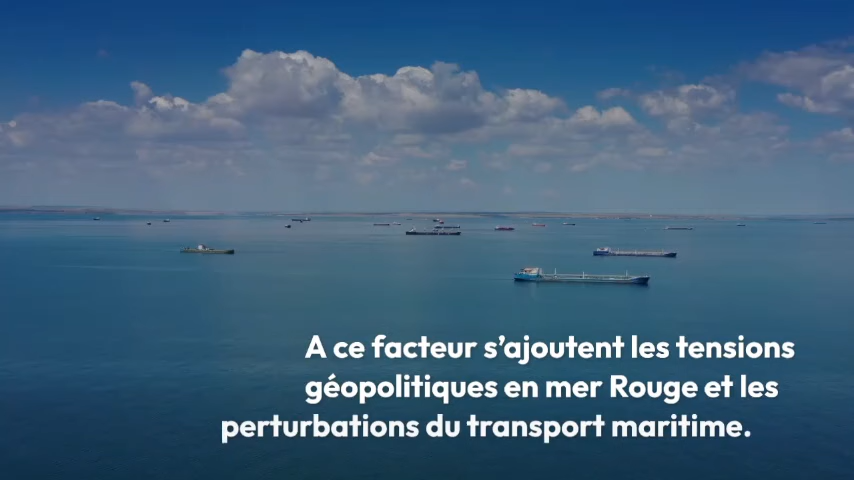 A ce facteur s’ajoutent les tensions
géopolitiques en mer Rouge et les
perturbations du transport maritime.